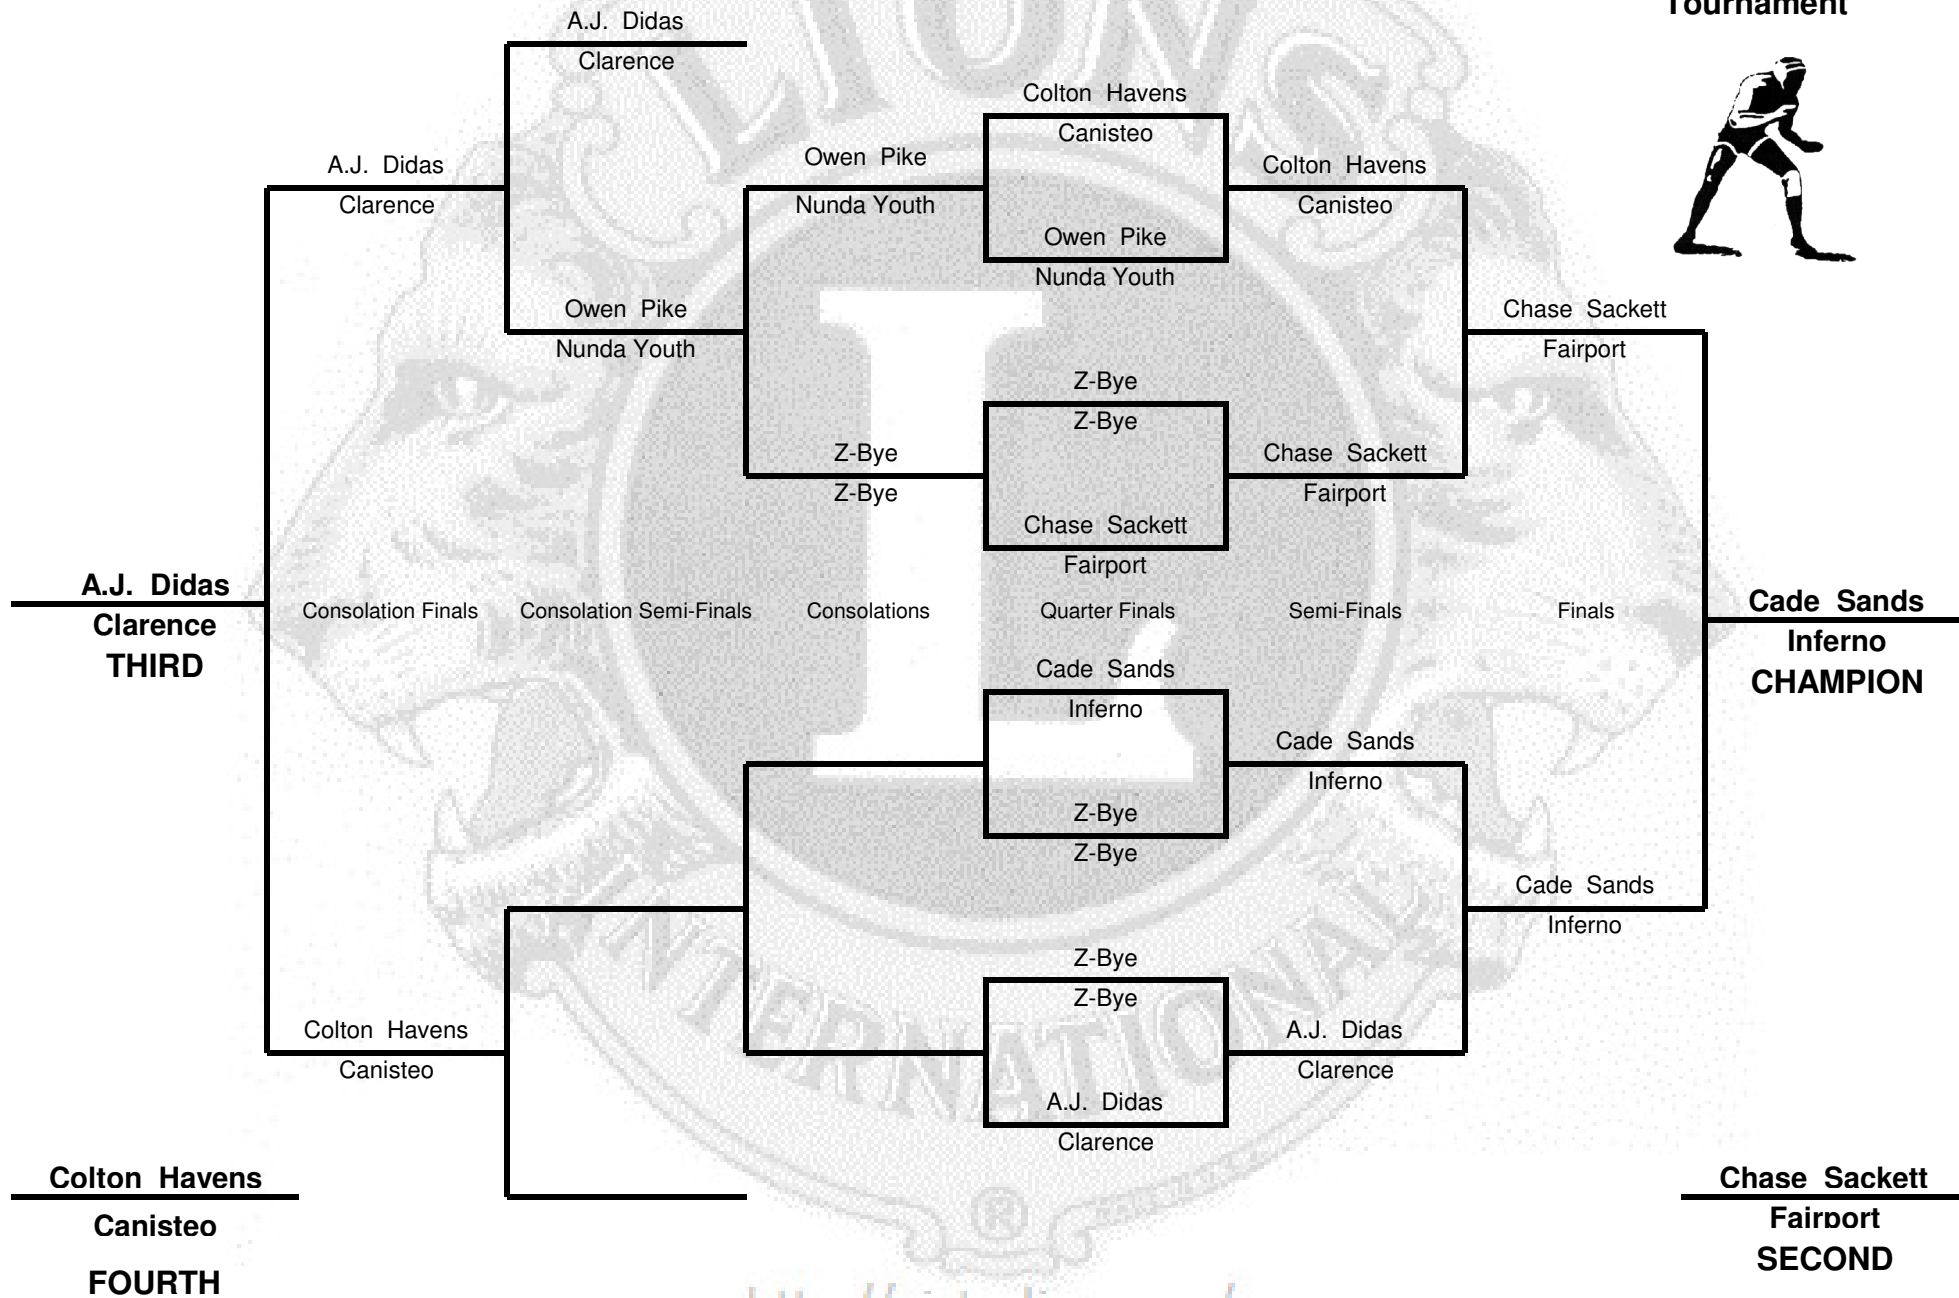 Tournament
LIONS
A.J. Didas
Clarence
Colton Havens
Canisteo
Owen Pike
Nunda Youth
A.J. Didas
Clarence
Colton Havens
Canisteo
Owen Pike
Nunda Youth
Owen Pike
Nunda Youth
Chase Sackett
Fairport
Z-Bye
Z-Bye
Z-Bye
Z-Bye
Chase Sackett
Fairport
Chase Sackett
Fairport
A.J. Didas
Clarence
THIRD
Consolation Finals
Consolation Semi-Finals
Consolations
Quarter Finals
Semi-Finals
Finals
Cade Sands
Inferno
CHAMPION
L
Cade Sands
Inferno
Cade Sands
Inferno
Z-Bye
Z-Bye
Cade Sands
Inferno
Z-Bye
Z-Bye
Colton Havens
Canisteo
A.J. Didas
Clarence
A.J. Didas
Clarence
INTERNATIONAL
®
Colton Havens
Canisteo
FOURTH
Chase Sackett
Fairport
SECOND